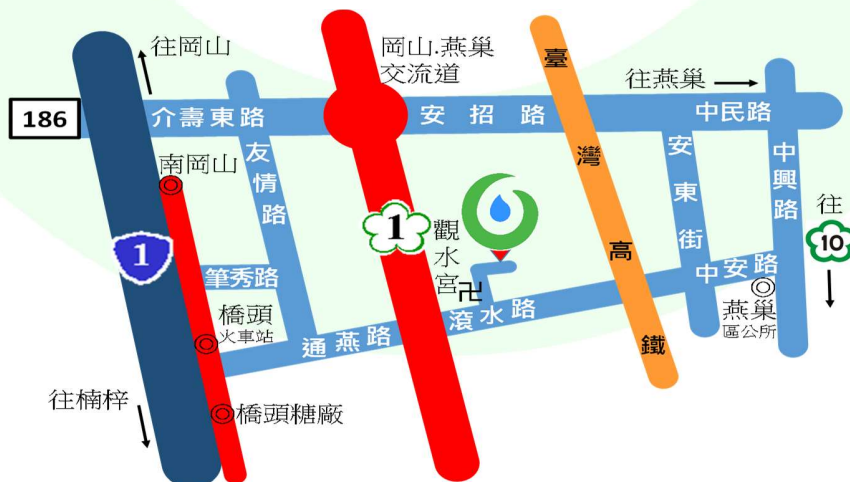 往岡山
岡山.燕巢
交流道
往燕巢
臺灣高鐵
186
介壽東路
安招路
中民路
南岡山
友情路
安東街
中興路
往
10
1
1
觀水宮
卍
筆秀路
中安路
橋頭
火車站
通燕路
滾水路
燕巢
區公所
往楠梓
橋頭糖廠